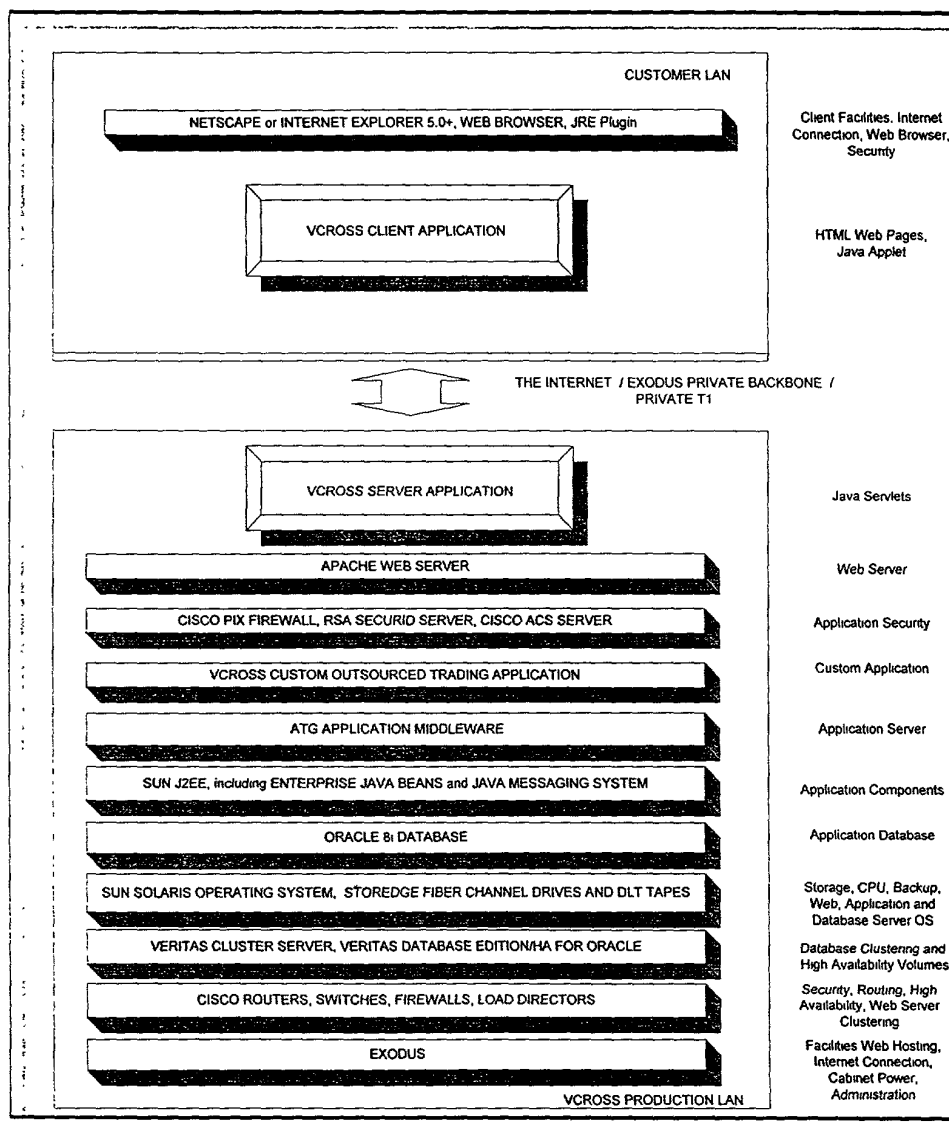 CUSTOMER LAN
NETSCAPE or INTERNET EXPLORER 5.0+, WEB BROWSER, JRE Plugin
Client Facilities. Internet
Connection, Web Browser,
Security
VCROSS CLIENT APPLICATION
HTML Web Pages,
Java Applet
THE INTERNET / EXODUS PRIVATE BACKBONE /
PRIVATE T1
VCROSS SERVER APPLICATION
Java Servlets
APACHE WEB SERVER
Web Server
CISCO PIX FIREWALL, RSA SECURID SERVER, CISCO ACS SERVER
Application Security
VCROSS CUSTOM OUTSOURCED TRADING APPLICATION
Custom Application
ATG APPLICATION MIDDLEWARE
Application Server
SUN J2EE, including ENTERPRISE JAVA BEANS and JAVA MESSAGING SYSTEM
Application Components
ORACLE 8i DATABASE
Application Database
SUN SOLARIS OPERATING SYSTEM, STOREDGE FIBER CHANNEL DRIVES AND DLT TAPES
Storage, CPU, Backup,
Web, Application and
Database Server OS
VERITAS CLUSTER SERVER, VERITAS DATABASE EDITION/HA FOR ORACLE
Database Clustering and
High Availability Volumes
CISCO ROUTERS, SWITCHES, FIREWALLS, LOAD DIRECTORS
Security, Routing, High
Availability, Web Server
Clustering
EXODUS
Facilities Web Hosting,
Internet Connection,
Cabinet Power,
Administration
VCROSS PRODUCTION LAN